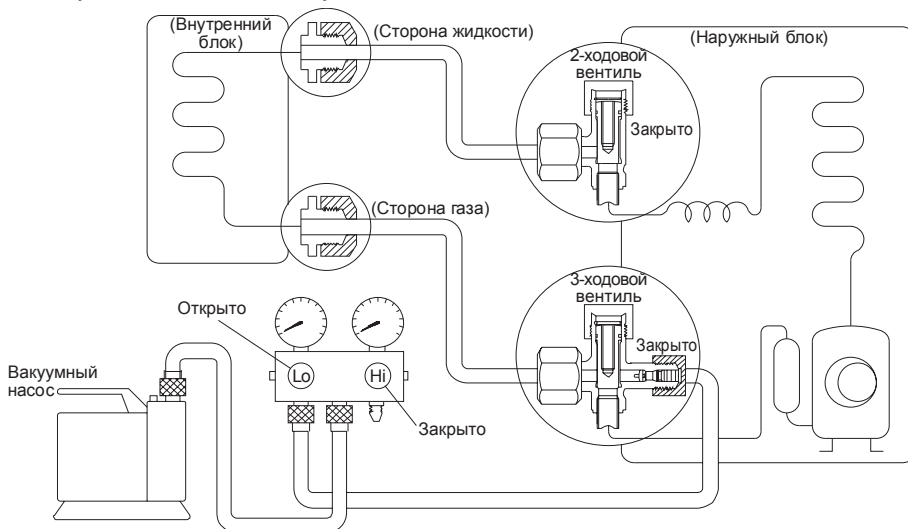 (Внутренний
блок)
(Сторона жидкости)
(Наружный блок)
2-ходовой
вентиль
Закрыто
(Сторона газа)
3-ходовой
вентиль
Закрыто
Открыто
Lo
Hi
Вакуумный
насос
Закрыто